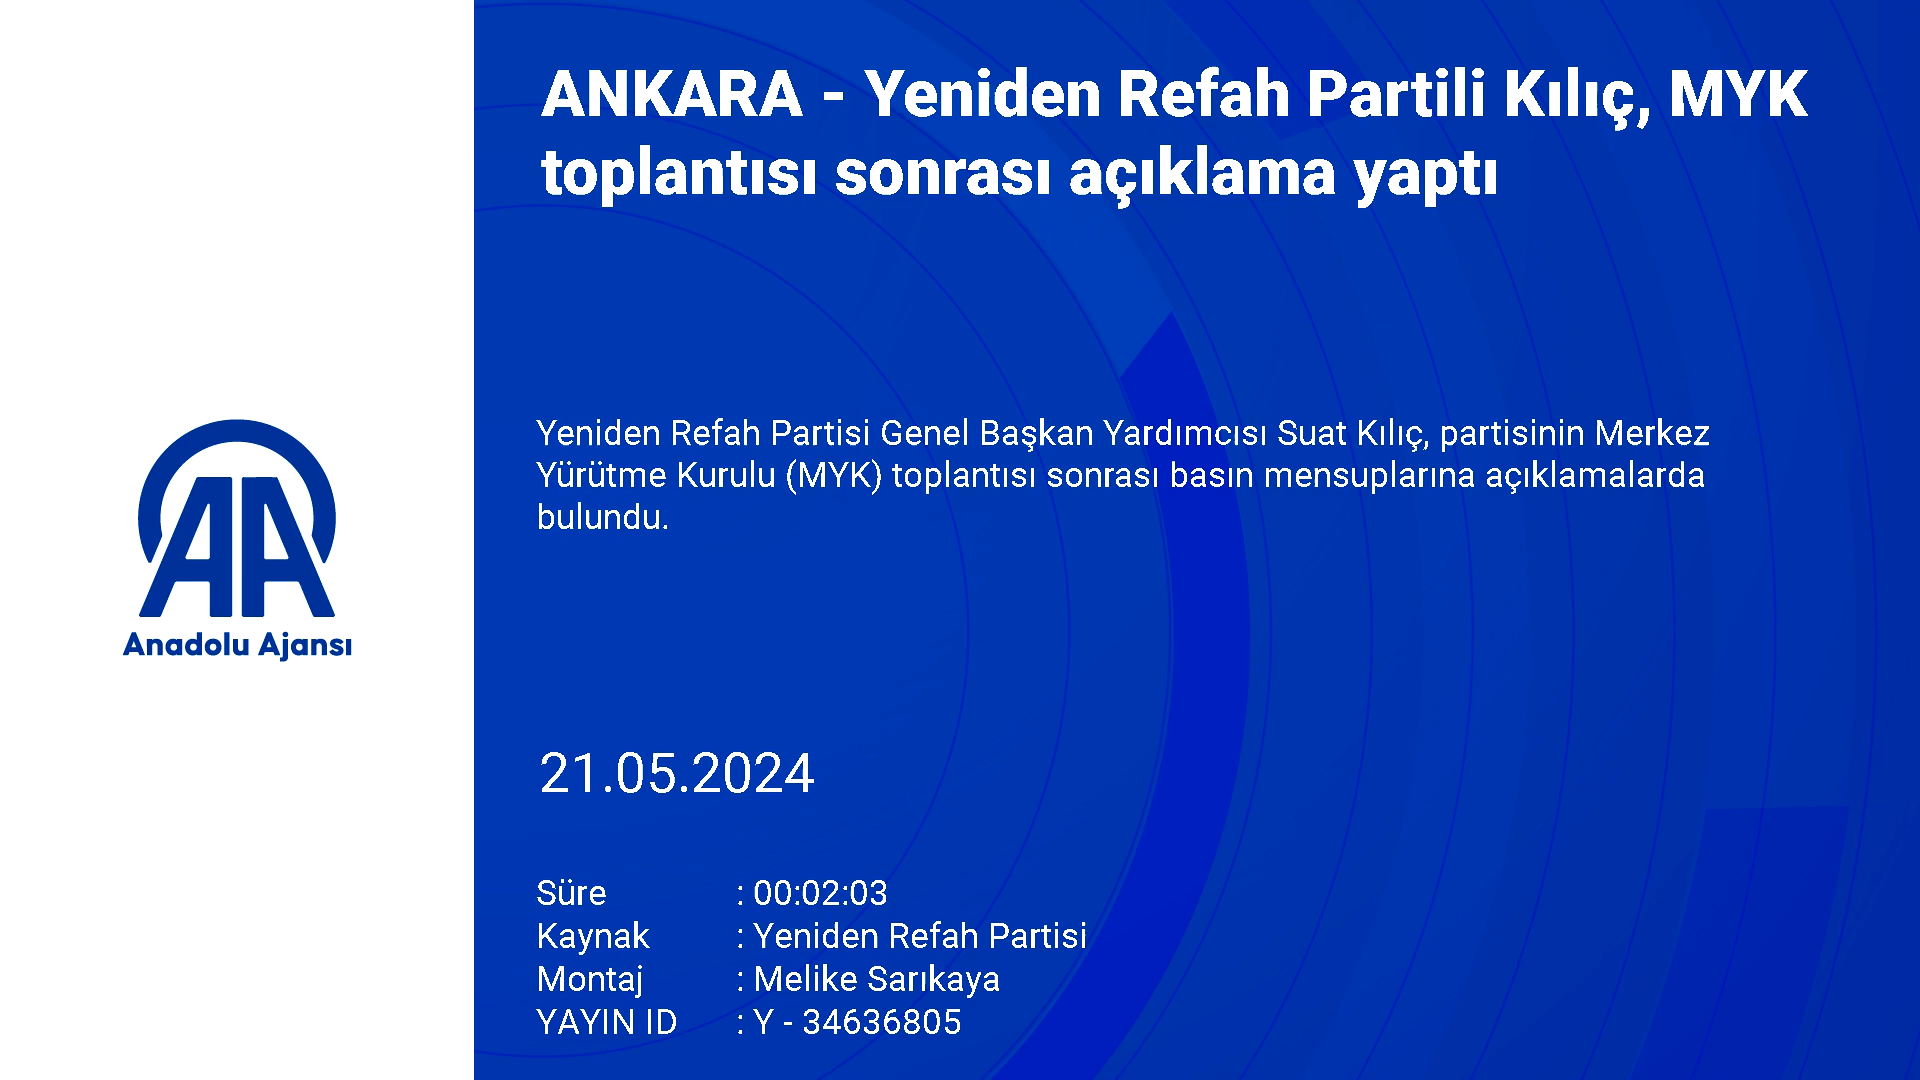 ANKARA - Yeniden Refah Partili Kılıç, MYK
toplantısı sonrası açıklama yaptı
Yeniden Refah Partisi Genel Başkan Yardımcısı Suat Kılıç, partisinin Merkez
Yürütme Kurulu (MYK) toplantısı sonrası basın mensuplarına açıklamalarda
bulundu.
AA
Anadolu Ajansı
21.05.2024
Süre : 00:02:03
Kaynak : Yeniden Refah Partisi
Montaj : Melike Sarıkaya
YAYIN ID : Y - 34636805